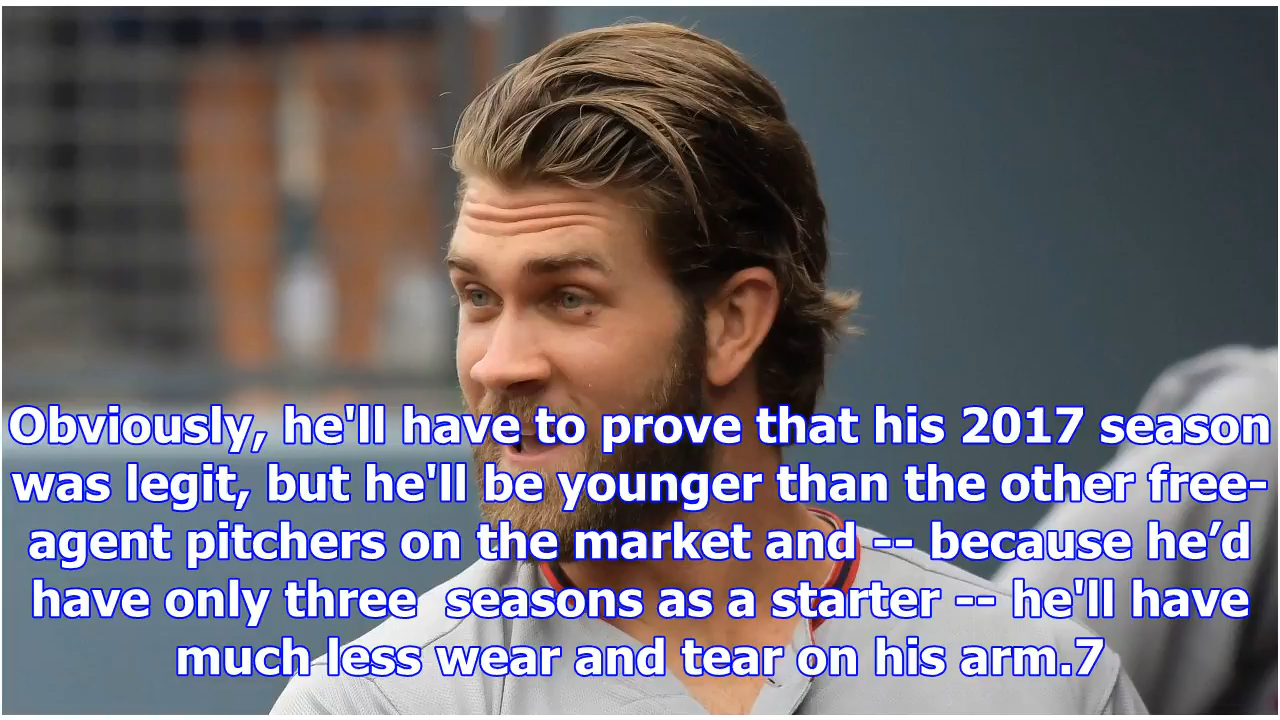 Obviously, he'll have to prove that his 2017 season
was legit, but he'll be younger than the other free-
agent pitchers on the market and -- because he’d
have only three  seasons as a starter -- he'll have
much less wear and tear on his arm.7